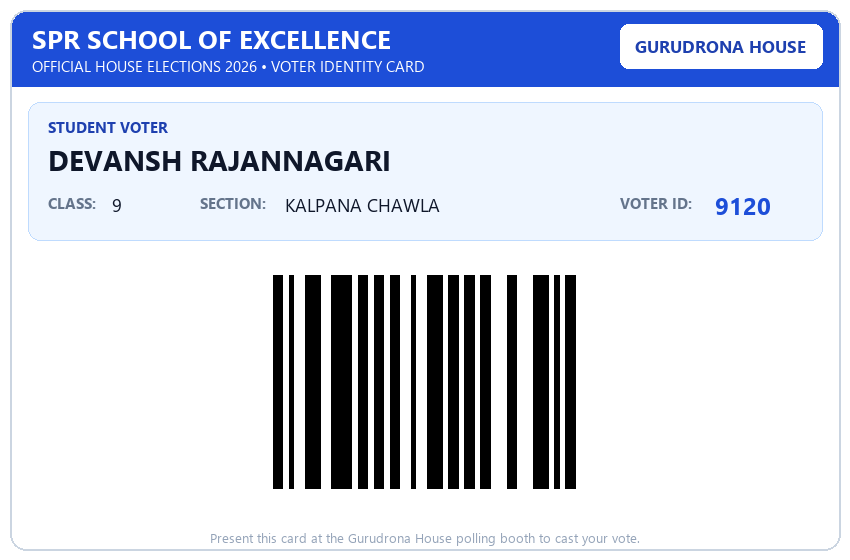 SPR SCHOOL OF EXCELLENCE
OFFICIAL HOUSE ELECTIONS 2026 • VOTER IDENTITY CARD
GURUDRONA HOUSE
STUDENT VOTER
DEVANSH RAJANNAGARI
CLASS: 9 SECTION: KALPANA CHAWLA VOTER ID: 9120
Present this card at the Gurudrona House polling booth to cast your vote.